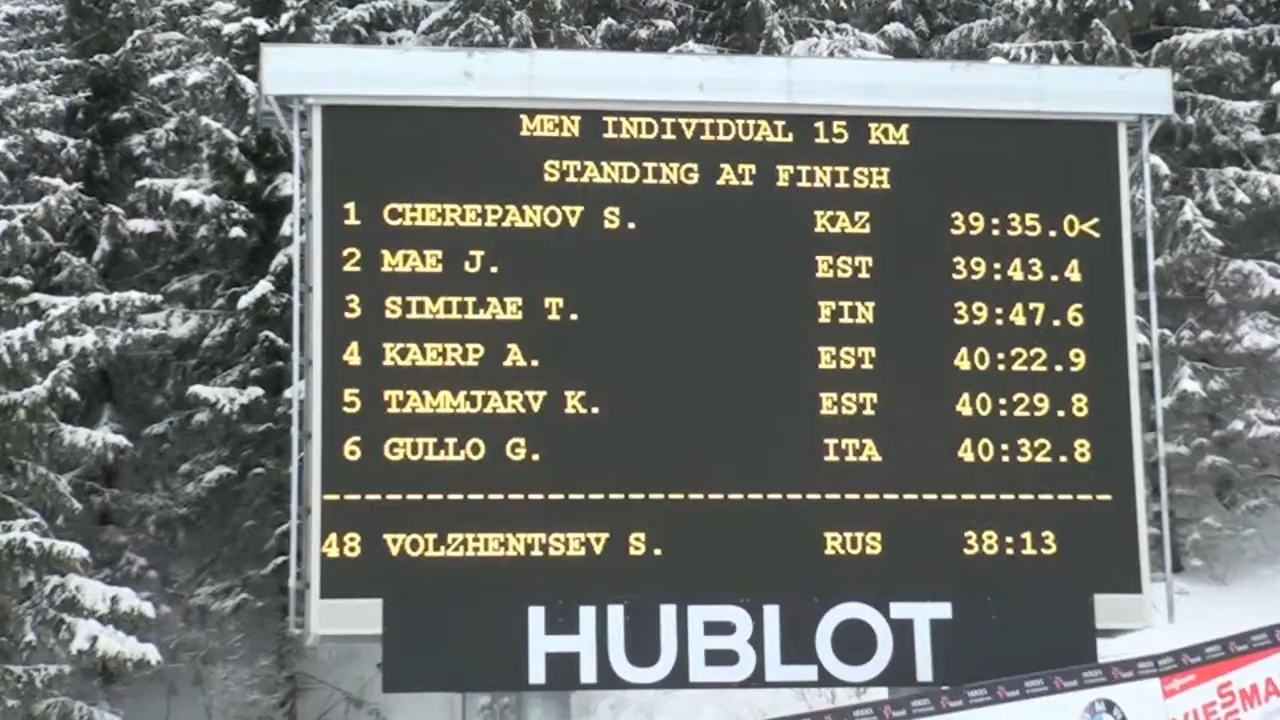 MEN INDIVIDUAL 15 KM
STANDING AT FINISH
1 CHEREPANOV S. KAZ 39:35.0<
2 MAE J. EST 39:43.4
3 SIMILAE T. FIN 39:47.6
4 KAERP A. EST 40:22.9
5 TAMMJARV K. EST 40:29.8
6 GULLO G. ITA 40:32.8
48 VOLZHENTSEV S. RUS 38:13
HUBLOT
VIESSMA